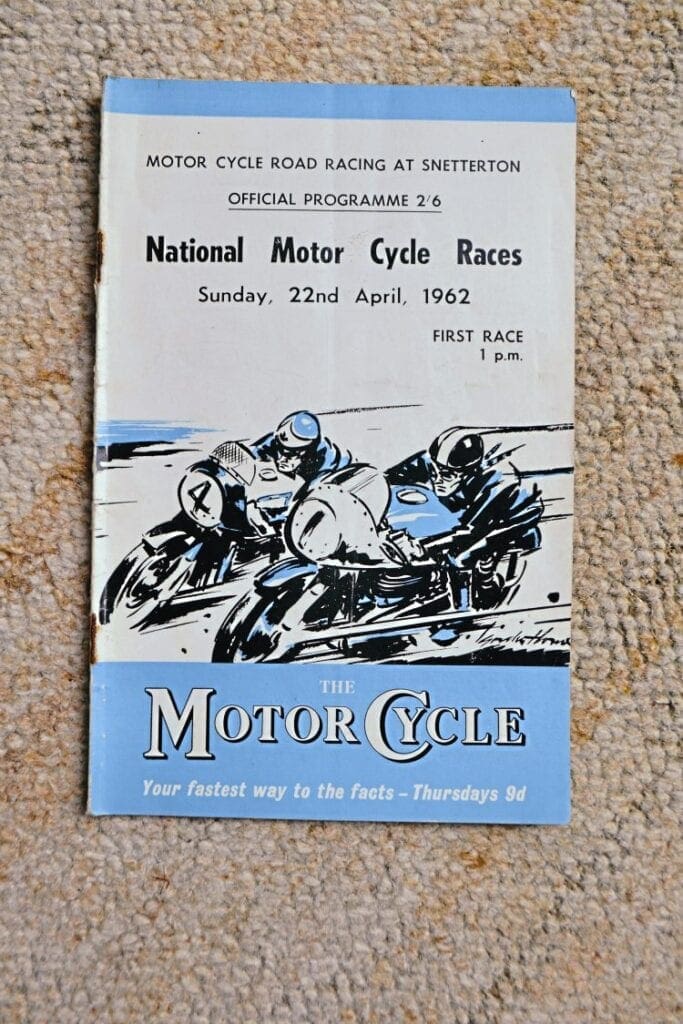 MOTOR CYCLE ROAD RACING AT SNETTERTON
OFFICIAL PROGRAMME 2/6
National Motor Cycle Races
Sunday, 22nd April, 1962
FIRST RACE
1 p.m.
4
1
THE
MOTOR CYCLE
Your fastest way to the facts – Thursdays 9d